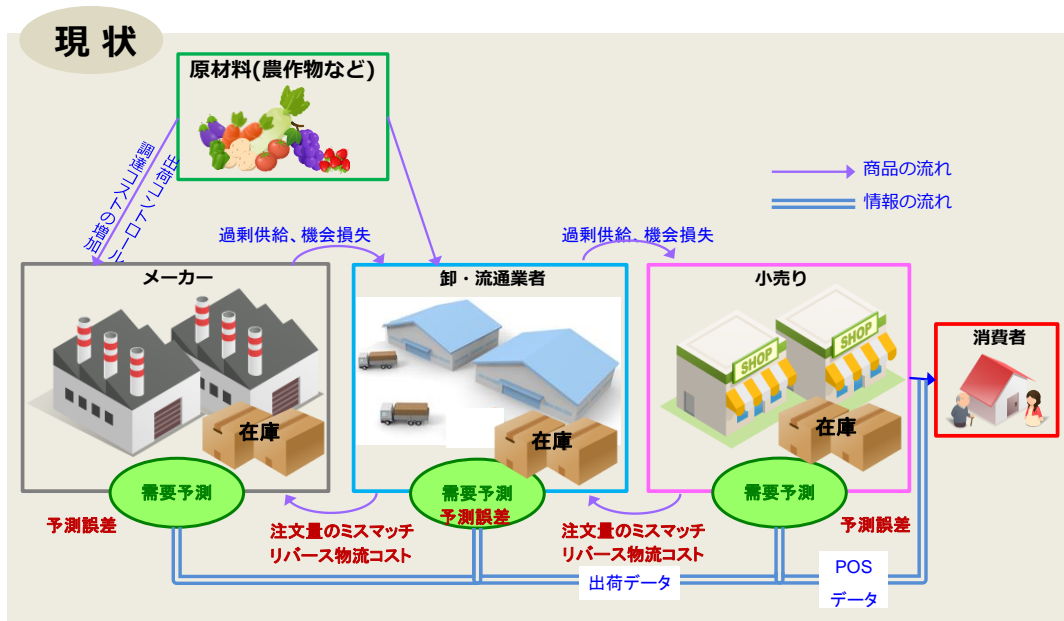 現 状
原材料(農作物など)
出荷コントロール
調達コストの増加
商品の流れ
情報の流れ
過剰供給、機会損失
過剰供給、機会損失
メーカー
卸・流通業者
小売り
消費者
SHOP
SHOP
在庫
在庫
在庫
需要予測
需要予測
需要予測
予測誤差
予測誤差
予測誤差
注文量のミスマッチ
リバース物流コスト
注文量のミスマッチ
リバース物流コスト
出荷データ
POS
データ